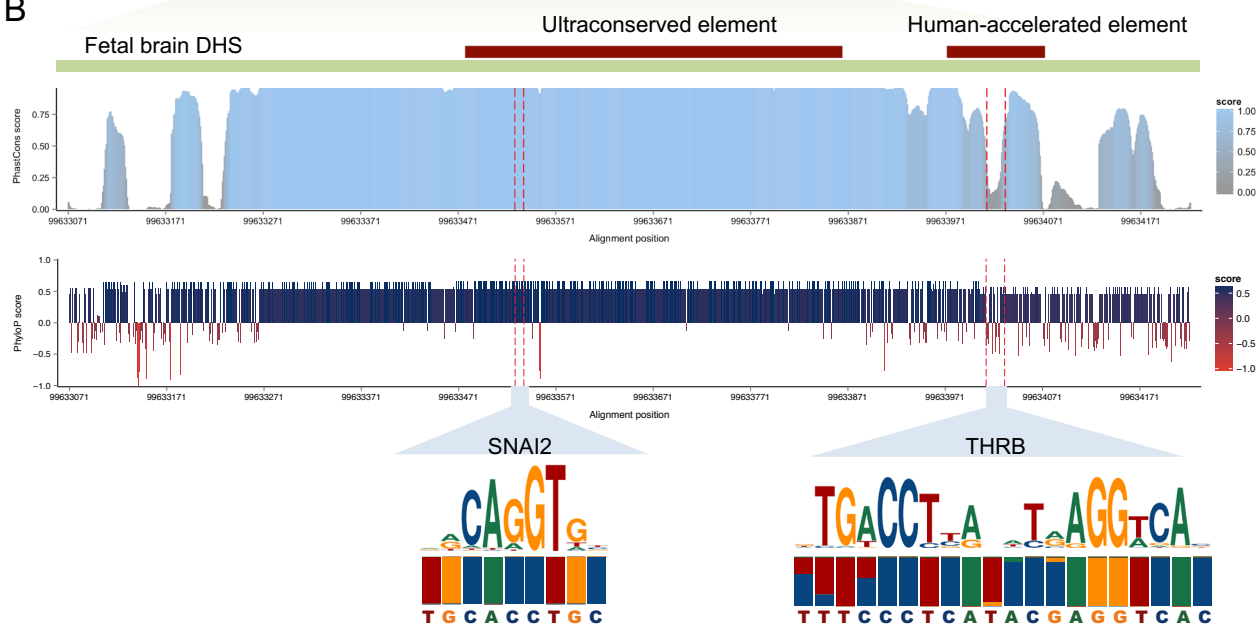 B
Ultraconserved element
Human-accelerated element
Fetal brain DHS
PhastCons score
0.75
0.50
0.25
0.00
99633071 99633171 99633271 99633371 99633471 99633571 99633671 99633771 99633871 99633971 99634071 99634171
Alignment position
score
1.00
0.75
0.50
0.25
0.00
PhyloP score
1.0
0.5
0.0
−0.5
−1.0
99633071 99633171 99633271 99633371 99633471 99633571 99633671 99633771 99633871 99633971 99634071 99634171
Alignment position
score
0.5
0.0
−0.5
−1.0
SNAI2
CAGGTG
T G C A C C T G C
THRB
TGACCT A T AGGTCA
T T T C C C T C A T A C G A G G T C A C